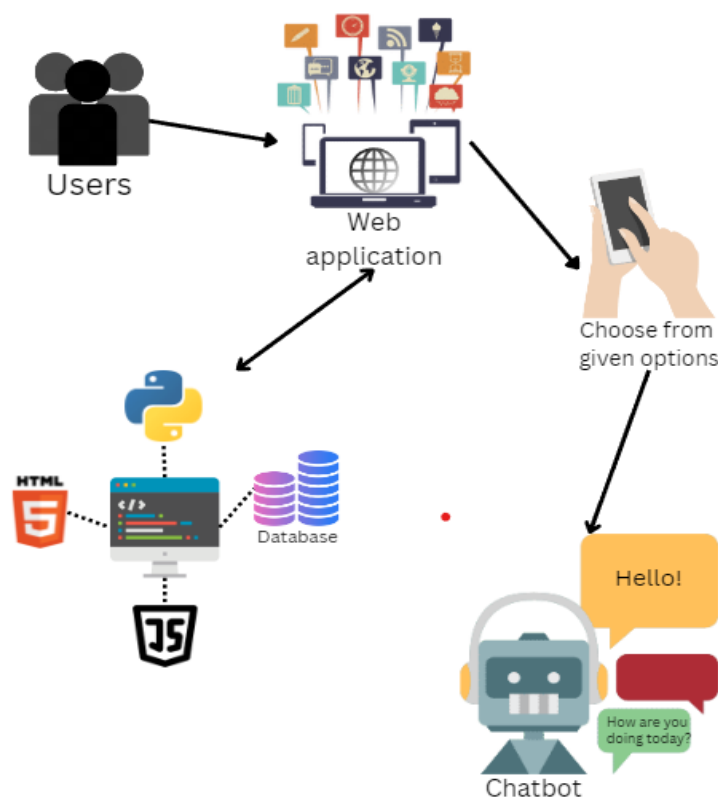 Users
Web
application
Choose from
given options
HTML
5
</>
Database
JS
Hello!
How are you
doing today?
Chatbot